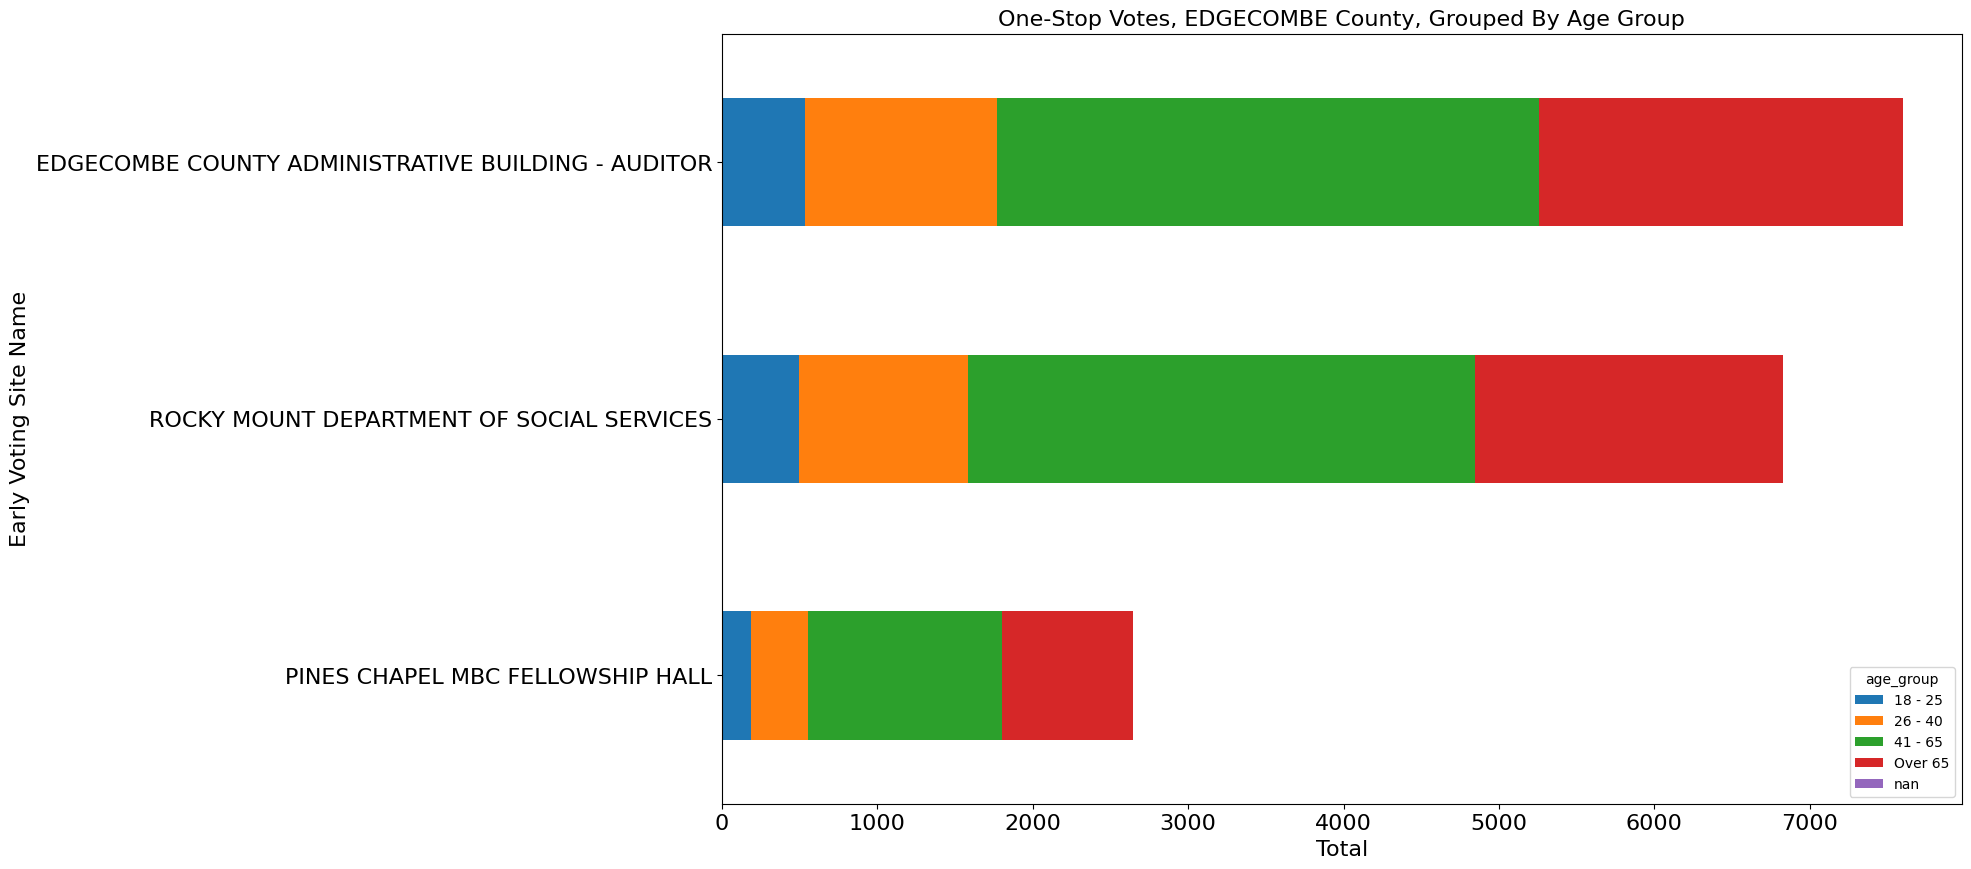 One-Stop Votes, EDGECOMBE County, Grouped By Age Group
Early Voting Site Name
EDGECOMBE COUNTY ADMINISTRATIVE BUILDING - AUDITOR
ROCKY MOUNT DEPARTMENT OF SOCIAL SERVICES
PINES CHAPEL MBC FELLOWSHIP HALL
age_group
18 - 25
26 - 40
41 - 65
Over 65
nan
0 1000 2000 3000 4000 5000 6000 7000
Total